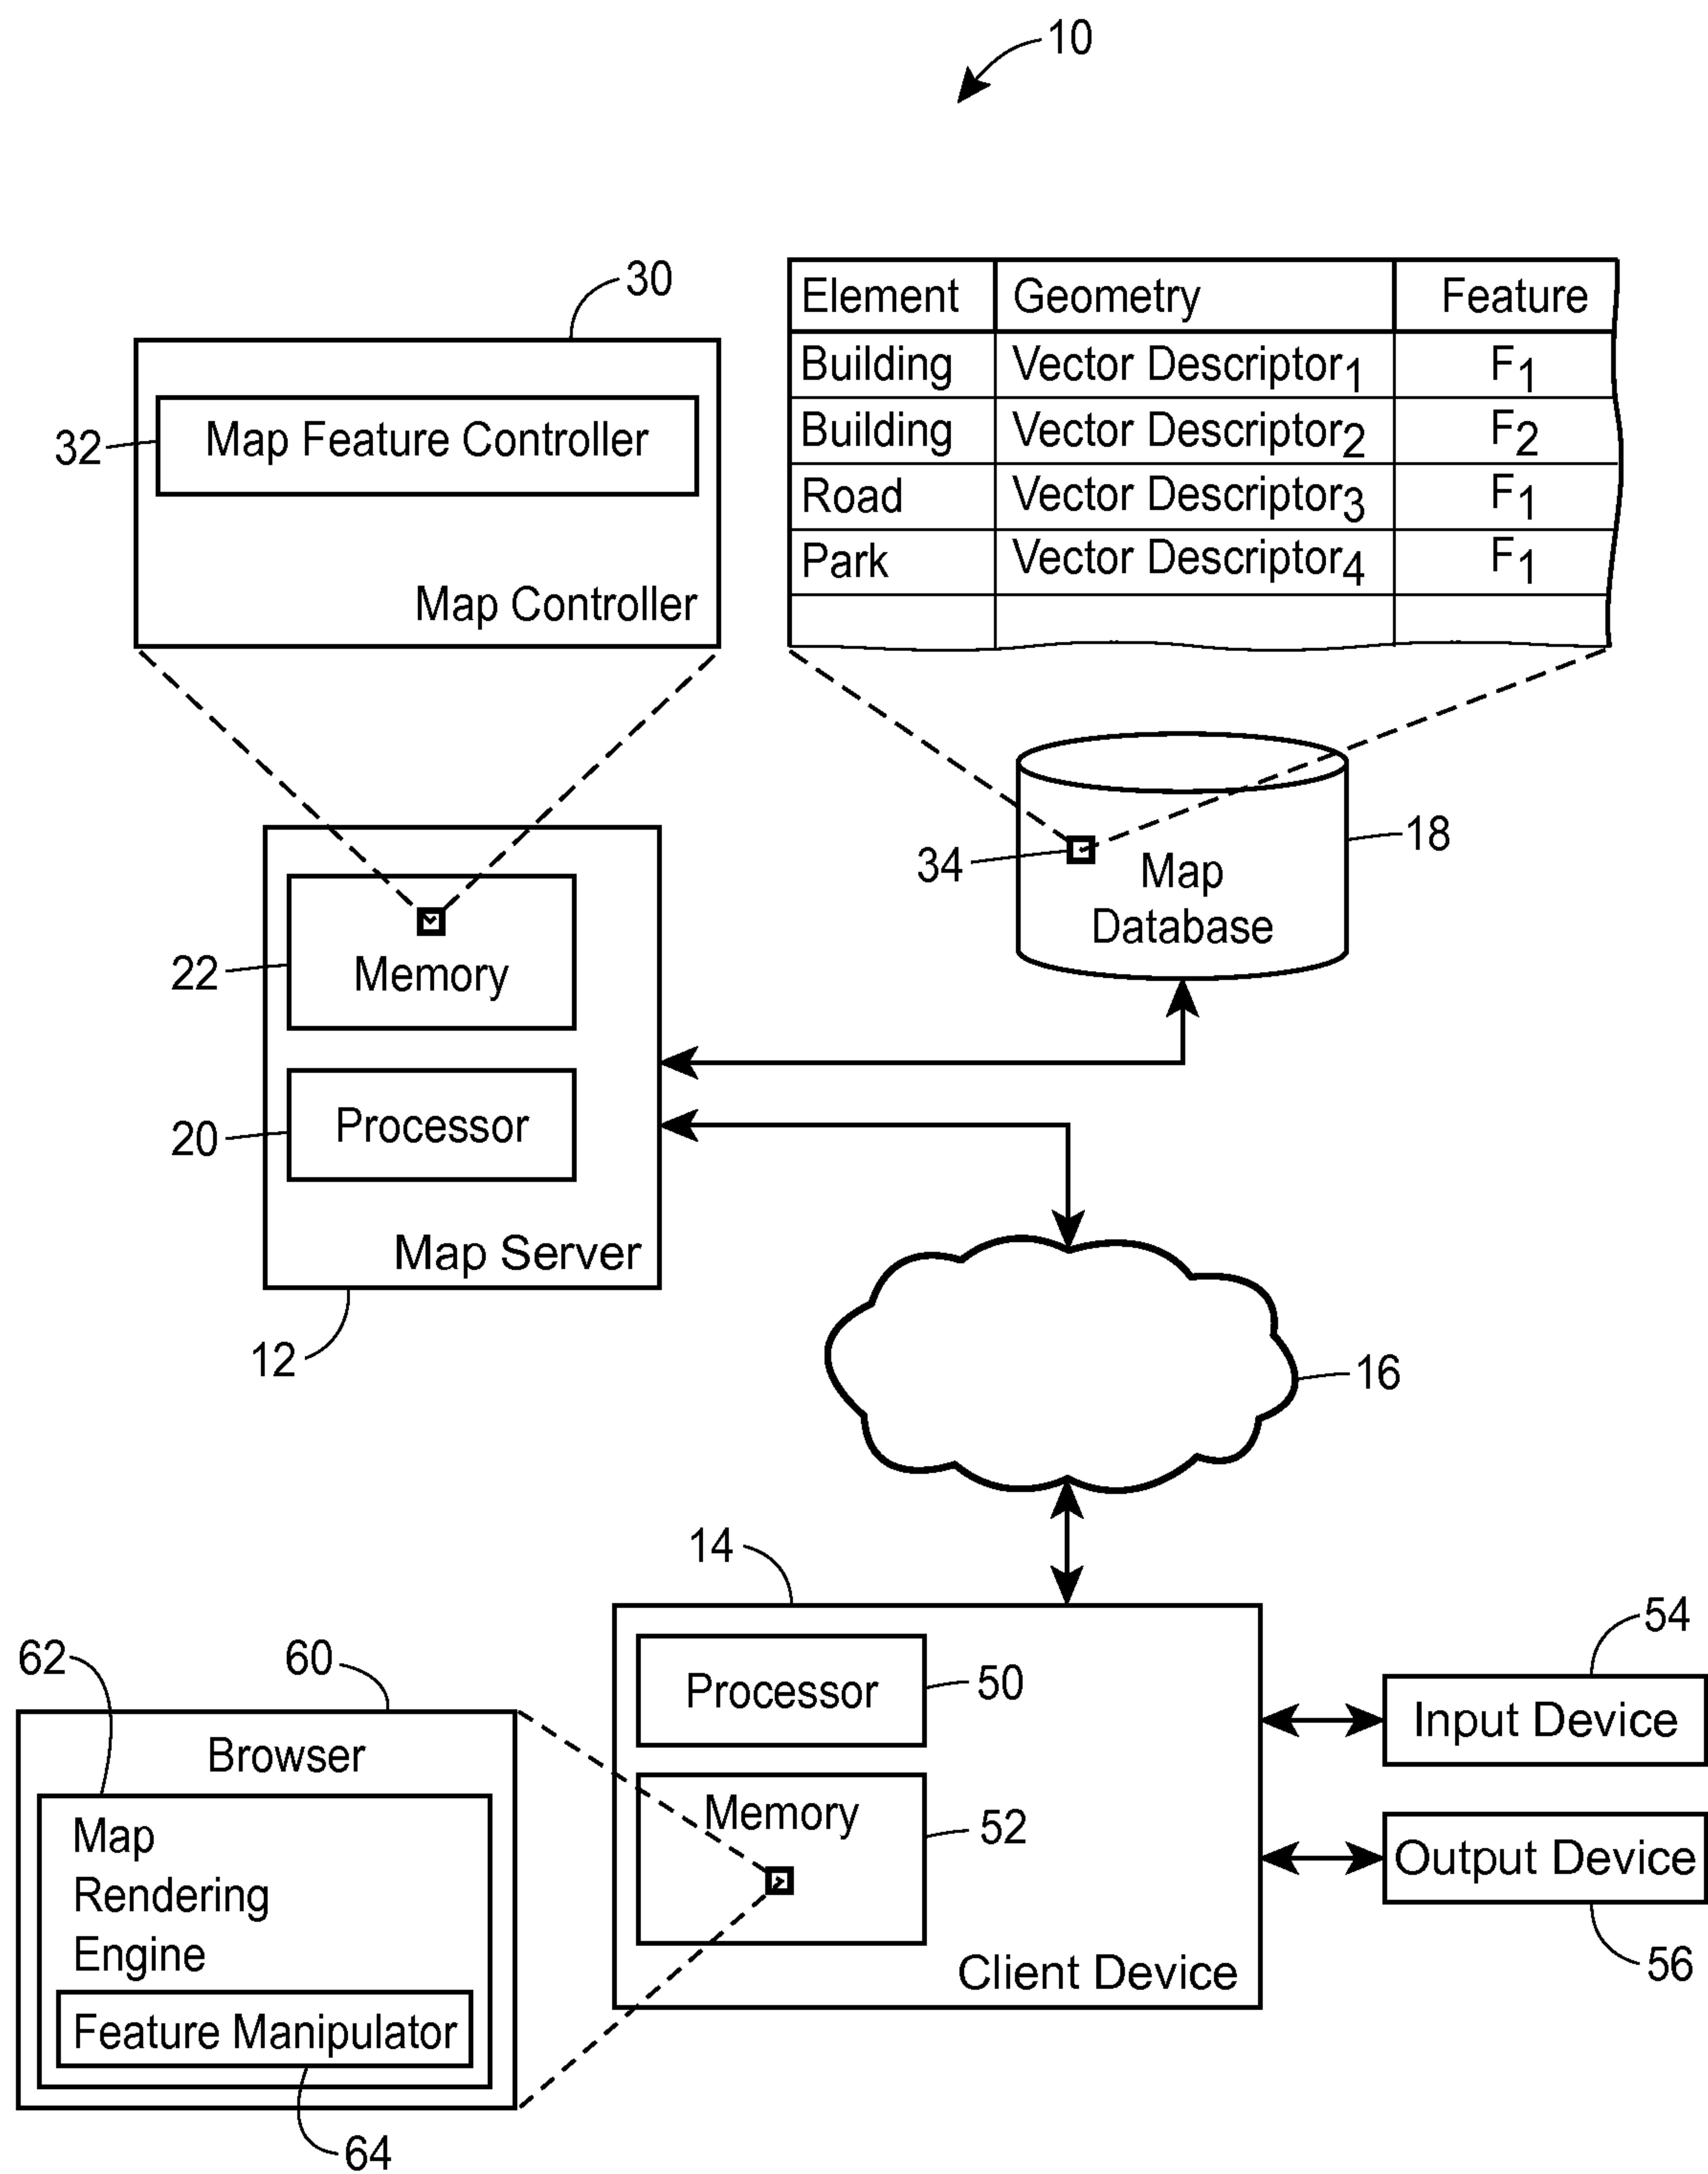 10
30
32
Map Feature Controller
Map Controller
Element Geometry Feature
Building Vector Descriptor1 F1
Building Vector Descriptor2 F2
Road Vector Descriptor3 F1
Park Vector Descriptor4 F1
18
34
Map
Database
22
Memory
20
Processor
Map Server
12
16
14
Processor
50
Memory
52
Client Device
54
Input Device
Output Device
56
62
60
Browser
Map
Rendering
Engine
Feature Manipulator
64